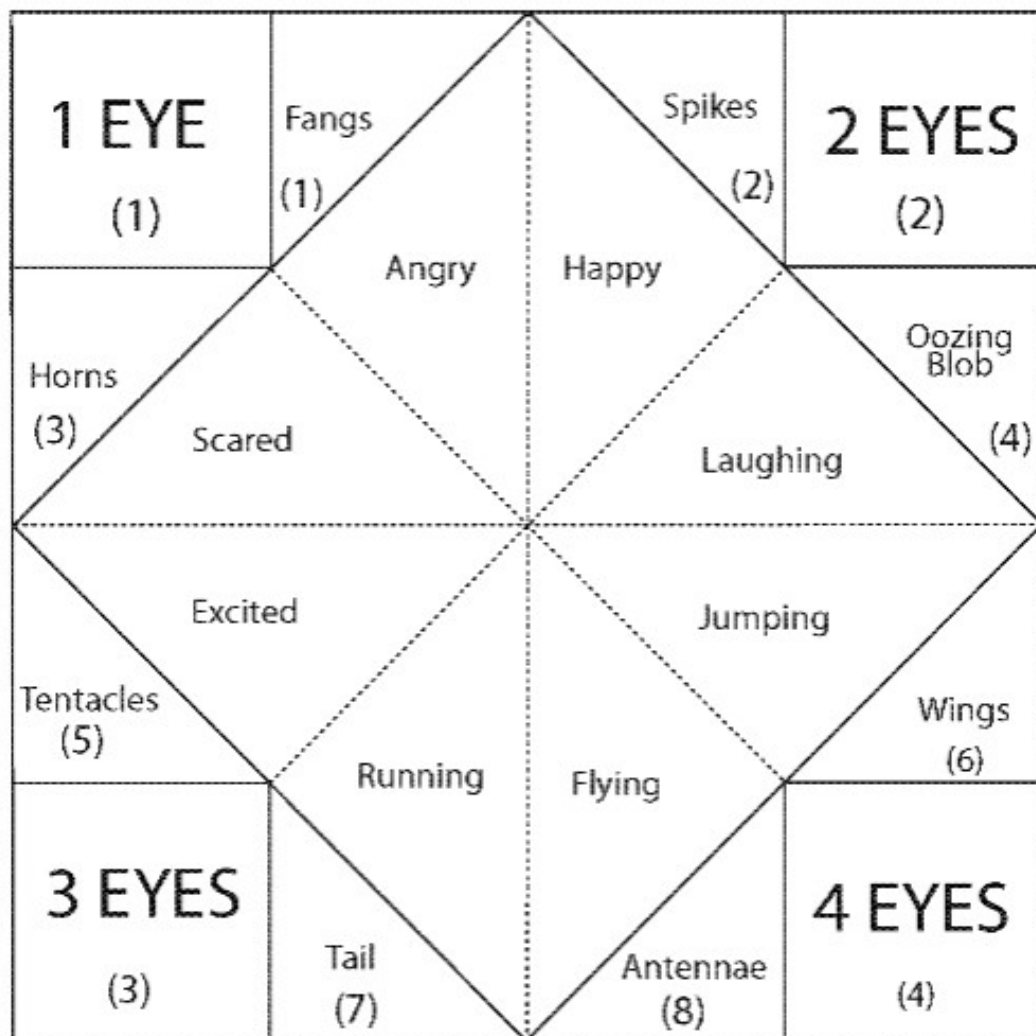 1 EYE
(1)
Fangs
(1)
Spikes
(2)
2 EYES
(2)
Angry
Happy
Horns
(3)
Scared
Laughing
Oozing
Blob
(4)
Excited
Jumping
Tentacles
(5)
Running
Flying
Wings
(6)
3 EYES
(3)
Tail
(7)
Antennae
(8)
4 EYES
(4)